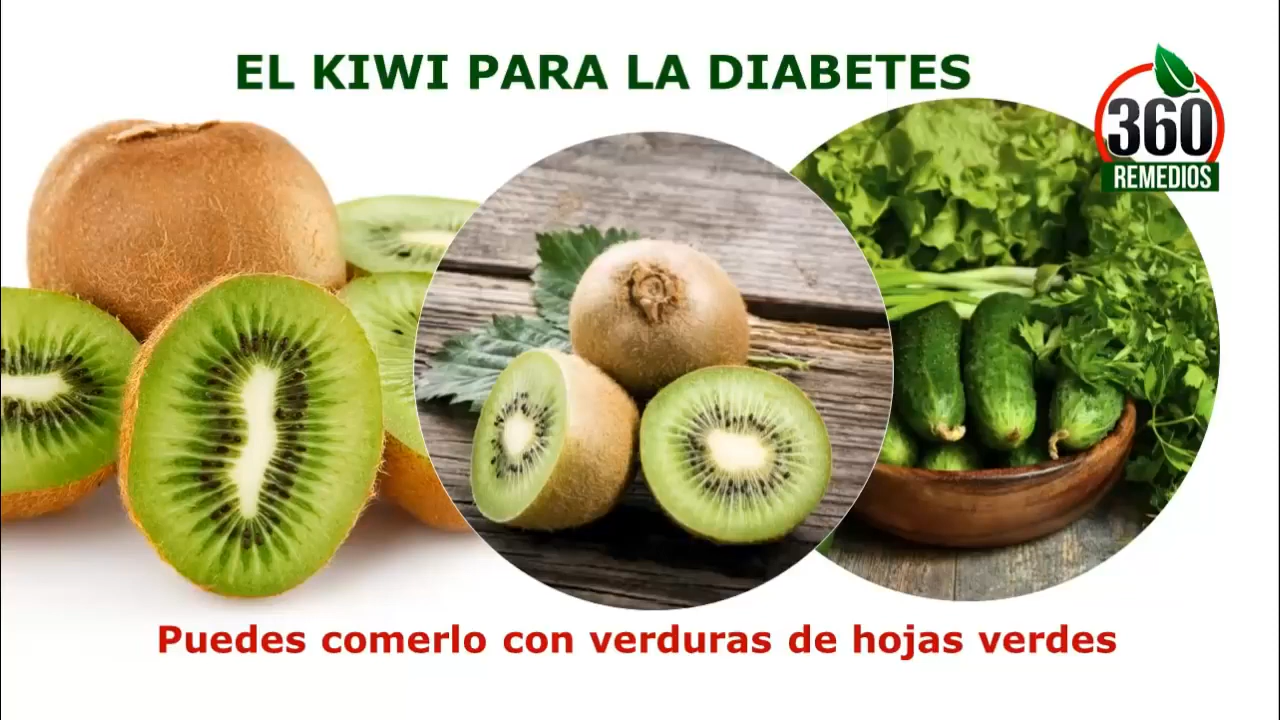 EL KIWI PARA LA DIABETES
360
REMEDIOS
Puedes comerlo con verduras de hojas verdes